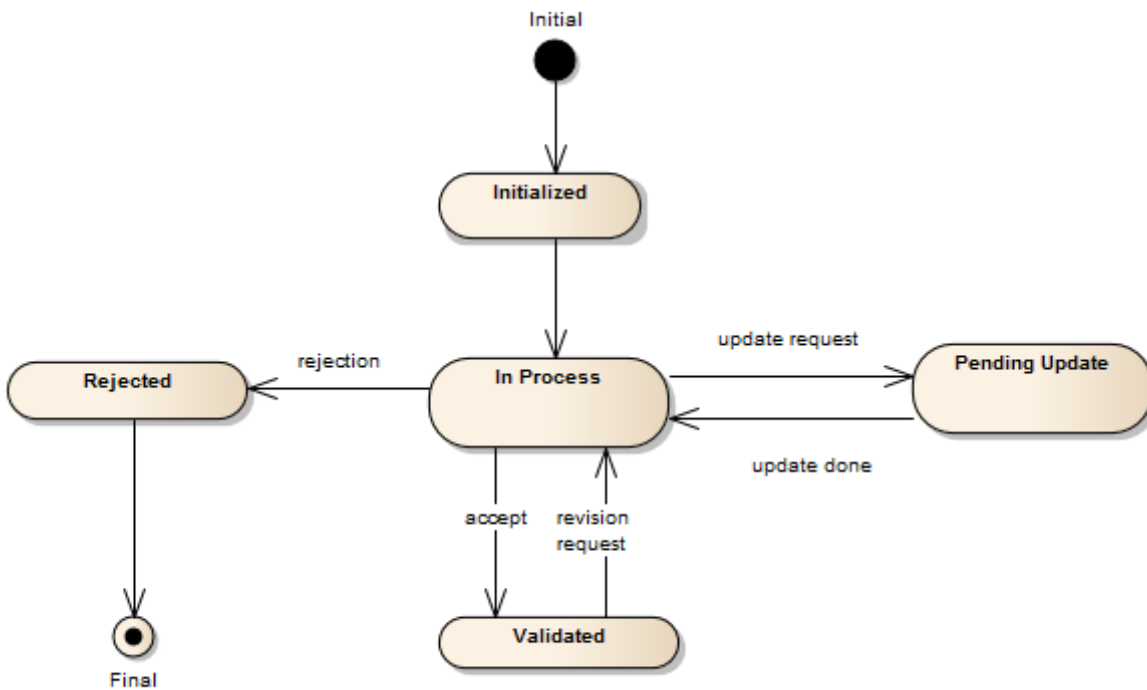 Initial
Initialized
update request
rejection
In Process
Pending Update
Rejected
update done
accept
revision
request
Validated
Final